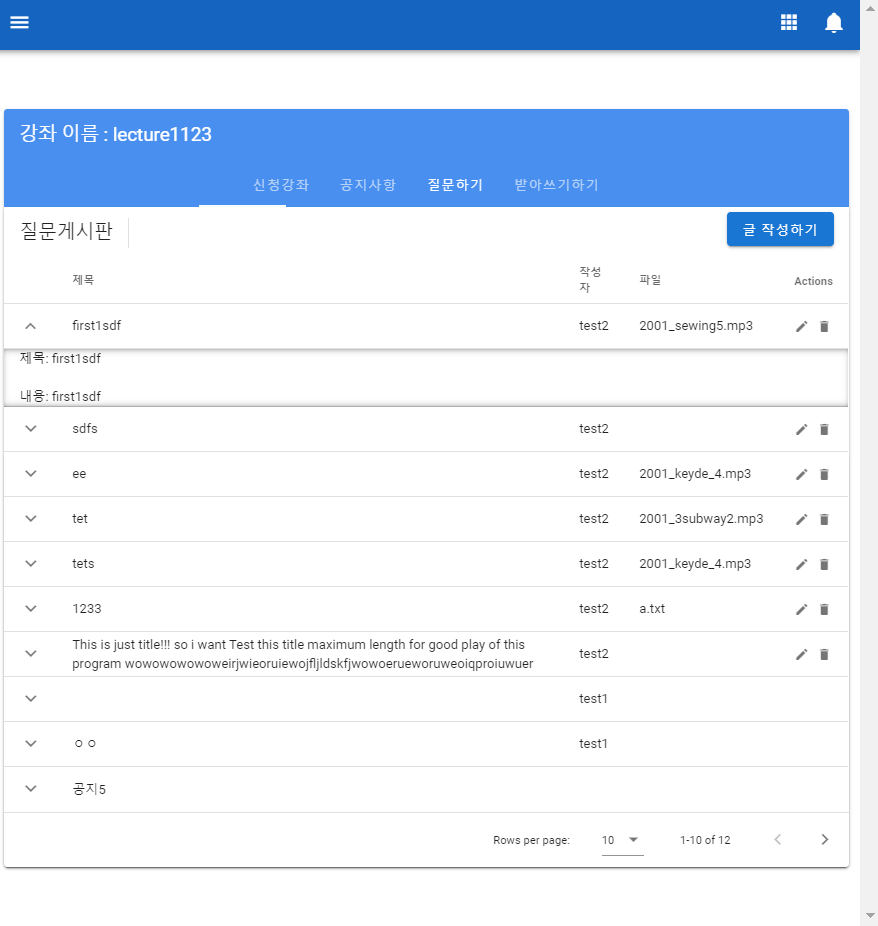 강좌 이름 : lecture1123
신청강좌 공지사항 질문하기 받아쓰기하기
질문게시판 글 작성하기
제목 작성
자 파일 Actions
first1sdf test2 2001_sewing5.mp3
제목: first1sdf
내용: first1sdf
sdfs test2
ee test2 2001_keyde_4.mp3
tet test2 2001_3subway2.mp3
tets test2 2001_keyde_4.mp3
1233 test2 a.txt
This is just title!!! so i want Test this title maximum length for good play of this
program wowowowowoweirjwieoruiewojfljldskfjwowoerueworuweoiqproiuwuer test2
test1
ㅇㅇ test1
공지5
Rows per page: 10 1-10 of 12